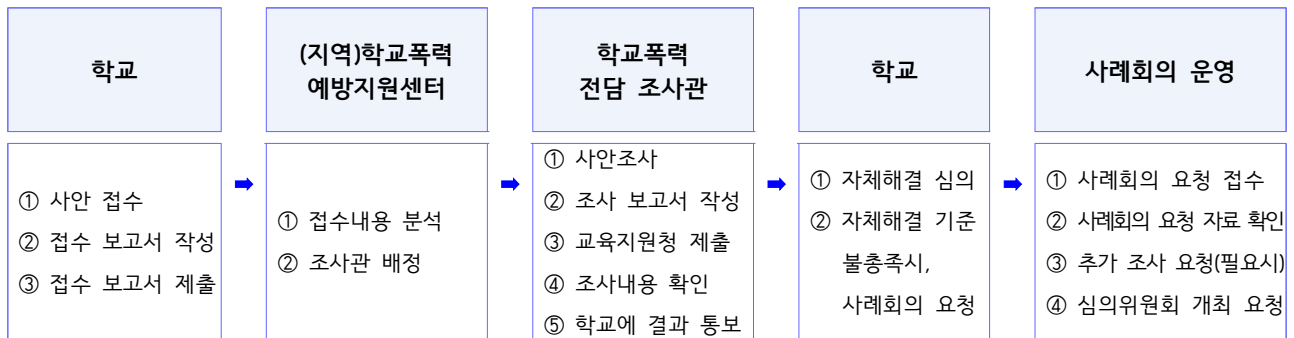 학교
① 사안 접수
② 접수 보고서 작성
③ 접수 보고서 제출
➡
(지역)학교폭력
예방지원센터
① 접수내용 분석
② 조사관 배정
➡
학교폭력
전담 조사관
① 사안조사
② 조사 보고서 작성
③ 교육지원청 제출
④ 조사내용 확인
⑤ 학교에 결과 통보
➡
학교
① 자체해결 심의
② 자체해결 기준
불충족시,
사례회의 요청
➡
사례회의 운영
① 사례회의 요청 접수
② 사례회의 요청 자료 확인
③ 추가 조사 요청(필요시)
④ 심의위원회 개최 요청